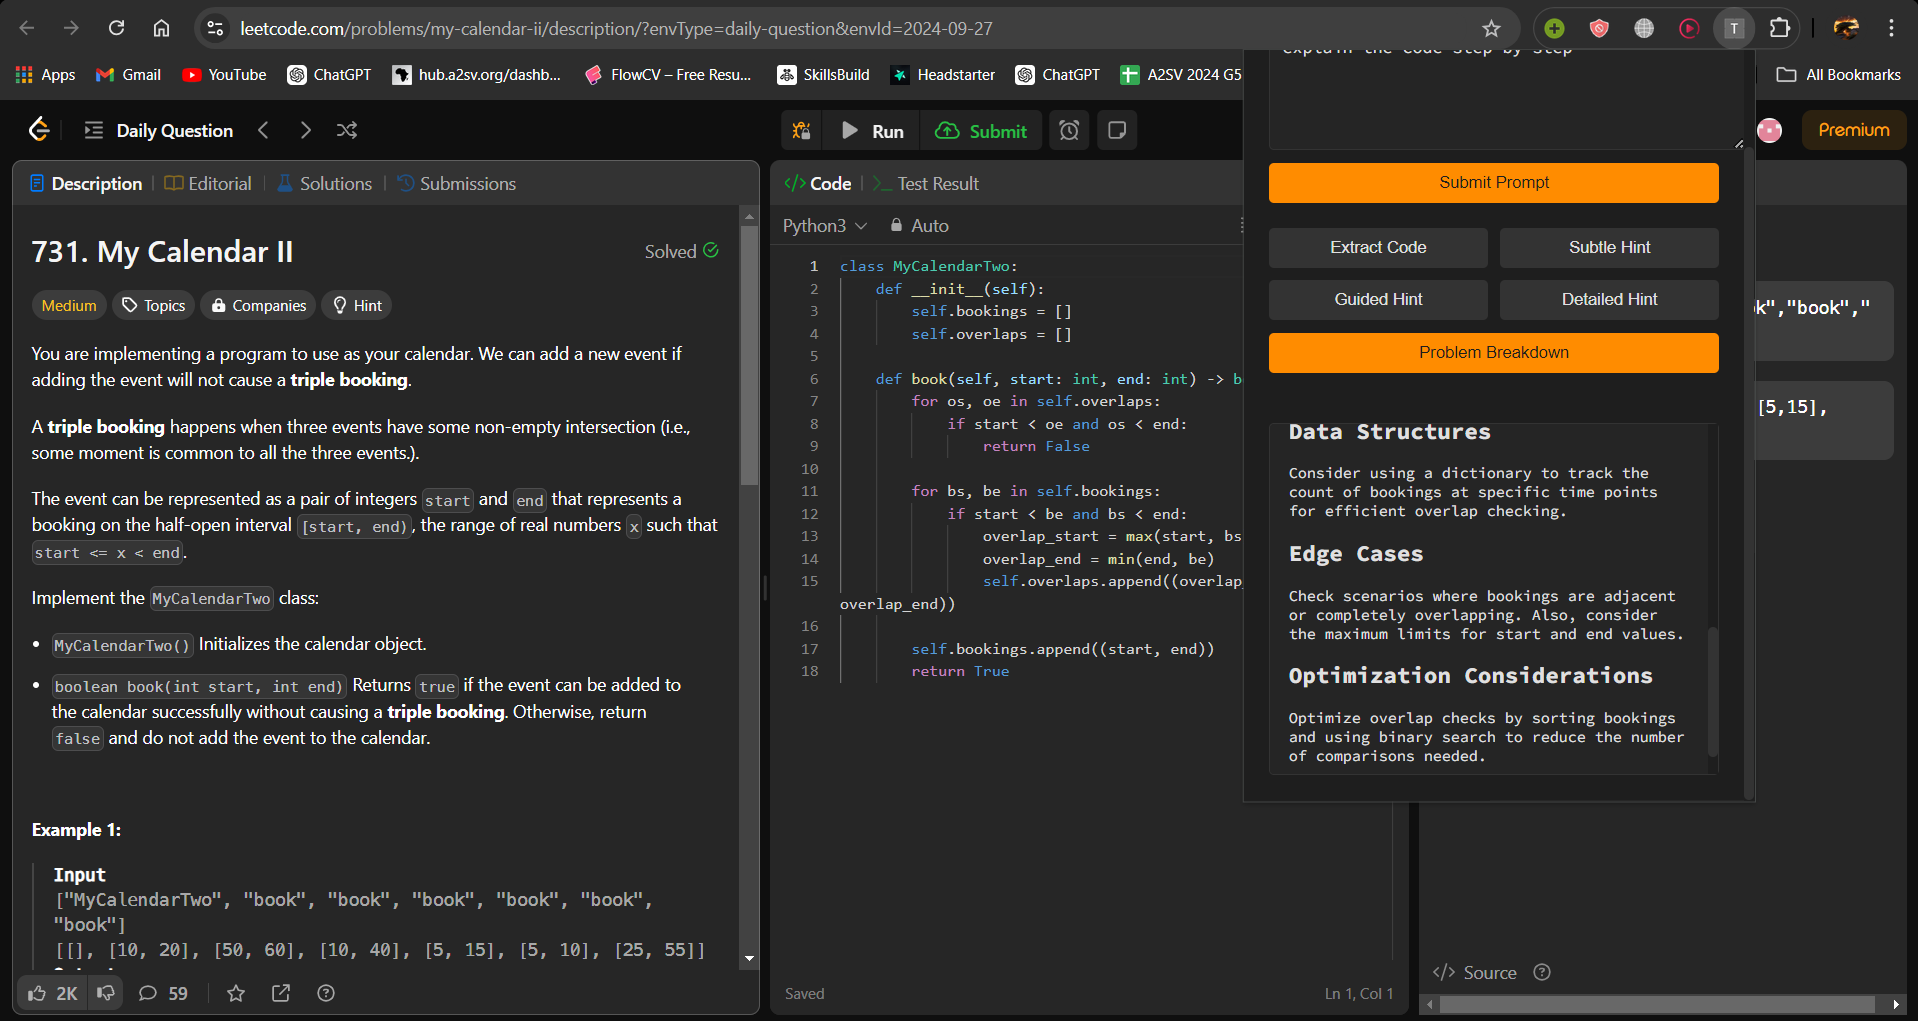 leetcode.com/problems/my-calendar-ii/description/?envType=daily-question&envId=2024-09-27
T
Apps
Gmail
YouTube
ChatGPT
hub.a2sv.org/dashb...
FlowCV – Free Resu...
SkillsBuild
Headstarter
ChatGPT
A2SV 2024 G5
All Bookmarks
Daily Question
Run
Submit
Premium
Description
Editorial
Solutions
Submissions
731. My Calendar II
Solved
Medium
Topics
Companies
Hint
You are implementing a program to use as your calendar. We can add a new event if
adding the event will not cause a triple booking.
A triple booking happens when three events have some non-empty intersection (i.e.,
some moment is common to all the three events.).
The event can be represented as a pair of integers start and end that represents a
booking on the half-open interval [start, end), the range of real numbers x such that
start <= x < end.
Implement the MyCalendarTwo class:
• MyCalendarTwo() Initializes the calendar object.
• boolean book(int start, int end) Returns true if the event can be added to
the calendar successfully without causing a triple booking. Otherwise, return
false and do not add the event to the calendar.
Example 1:
Input
["MyCalendarTwo", "book", "book", "book", "book", "book",
"book"]
[[], [10, 20], [50, 60], [10, 40], [5, 15], [5, 10], [25, 55]]
2K
59
</> Code
Test Result
Python3
Auto
1 class MyCalendarTwo:
2 def __init__(self):
3 self.bookings = []
4 self.overlaps = []
5
6 def book(self, start: int, end: int) -> b
7 for os, oe in self.overlaps:
8 if start < oe and os < end:
9 return False
10
11 for bs, be in self.bookings:
12 if start < be and bs < end:
13 overlap_start = max(start, bs
14 overlap_end = min(end, be)
15 self.overlaps.append((overlap_
overlap_end))
16
17 self.bookings.append((start, end))
18 return True
Saved
Ln 1, Col 1
Explain the code step by step
Submit Prompt
Extract Code
Subtle Hint
Guided Hint
Detailed Hint
Problem Breakdown
Data Structures
Consider using a dictionary to track the
count of bookings at specific time points
for efficient overlap checking.
Edge Cases
Check scenarios where bookings are adjacent
or completely overlapping. Also, consider
the maximum limits for start and end values.
Optimization Considerations
Optimize overlap checks by sorting bookings
and using binary search to reduce the number
of comparisons needed.
k","book","
[5,15],
</> Source